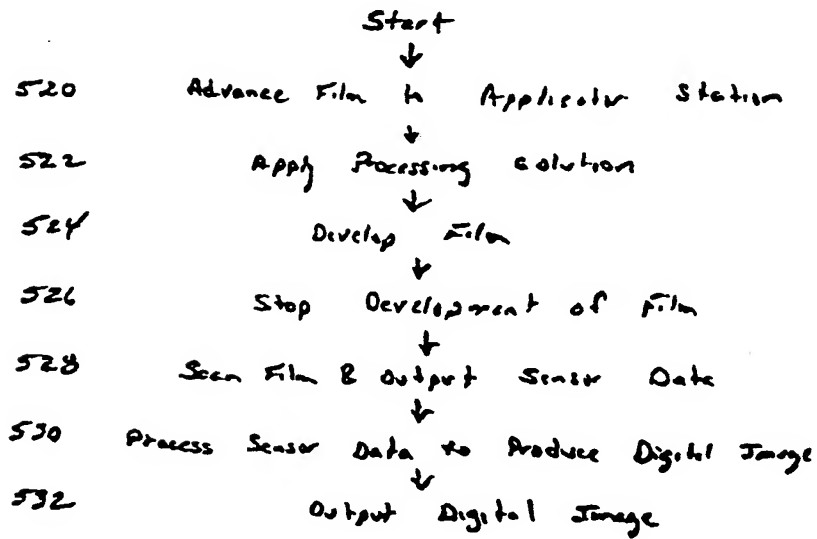 Start
520 Advance Film to Applicator Station
522 Apply Processing Solution
524 Develop Film
526 Stop Development of Film
528 Scan Film & Output Sensor Data
530 Process Sensor Data to Produce Digital Image
532 Output Digital Image